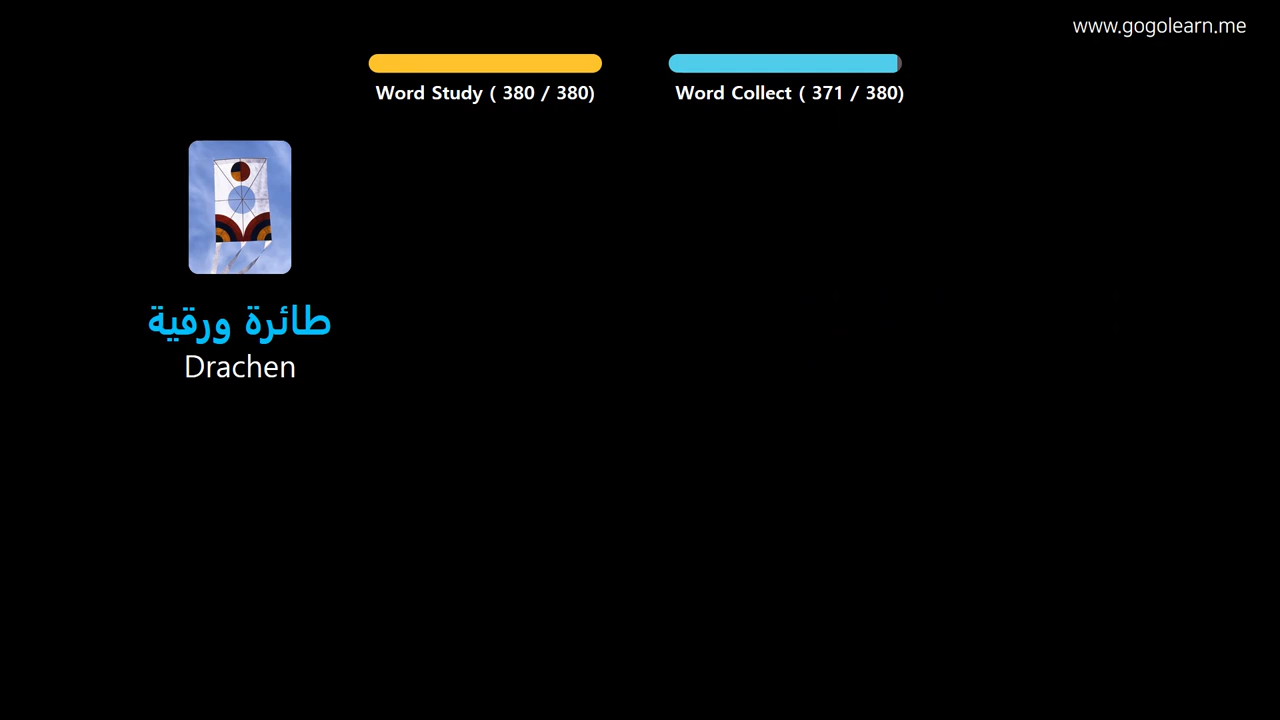 www.gogolearn.me
Word Study ( 380 / 380)
Word Collect ( 371 / 380)
طائرة ورقية
Drachen